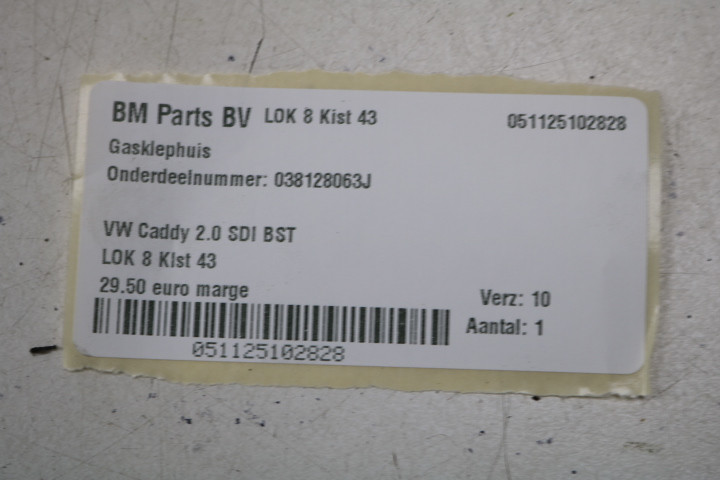 BM Parts BV LOK 8 Kist 43 051125102828
Gasklephuis
Onderdeelnummer: 038128063J
VW Caddy 2.0 SDI BST
LOK 8 Kist 43
29.50 euro marge
Verz: 10
Aantal: 1
051125102828